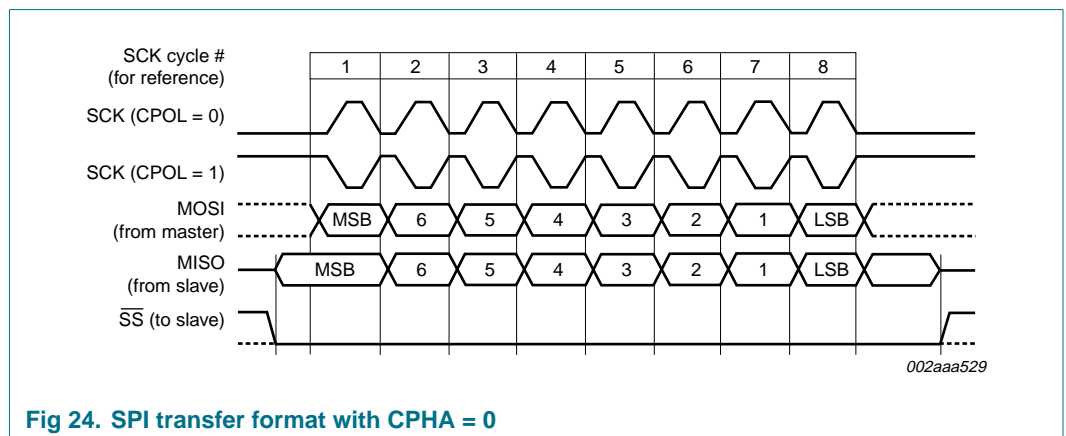 SCK cycle #
(for reference)
1 2 3 4 5 6 7 8
SCK (CPOL = 0)
SCK (CPOL = 1)
MOSI
(from master)
MSB 6 5 4 3 2 1 LSB
MISO
(from slave)
MSB 6 5 4 3 2 1 LSB
SS (to slave)
002aaa529
Fig 24. SPI transfer format with CPHA = 0